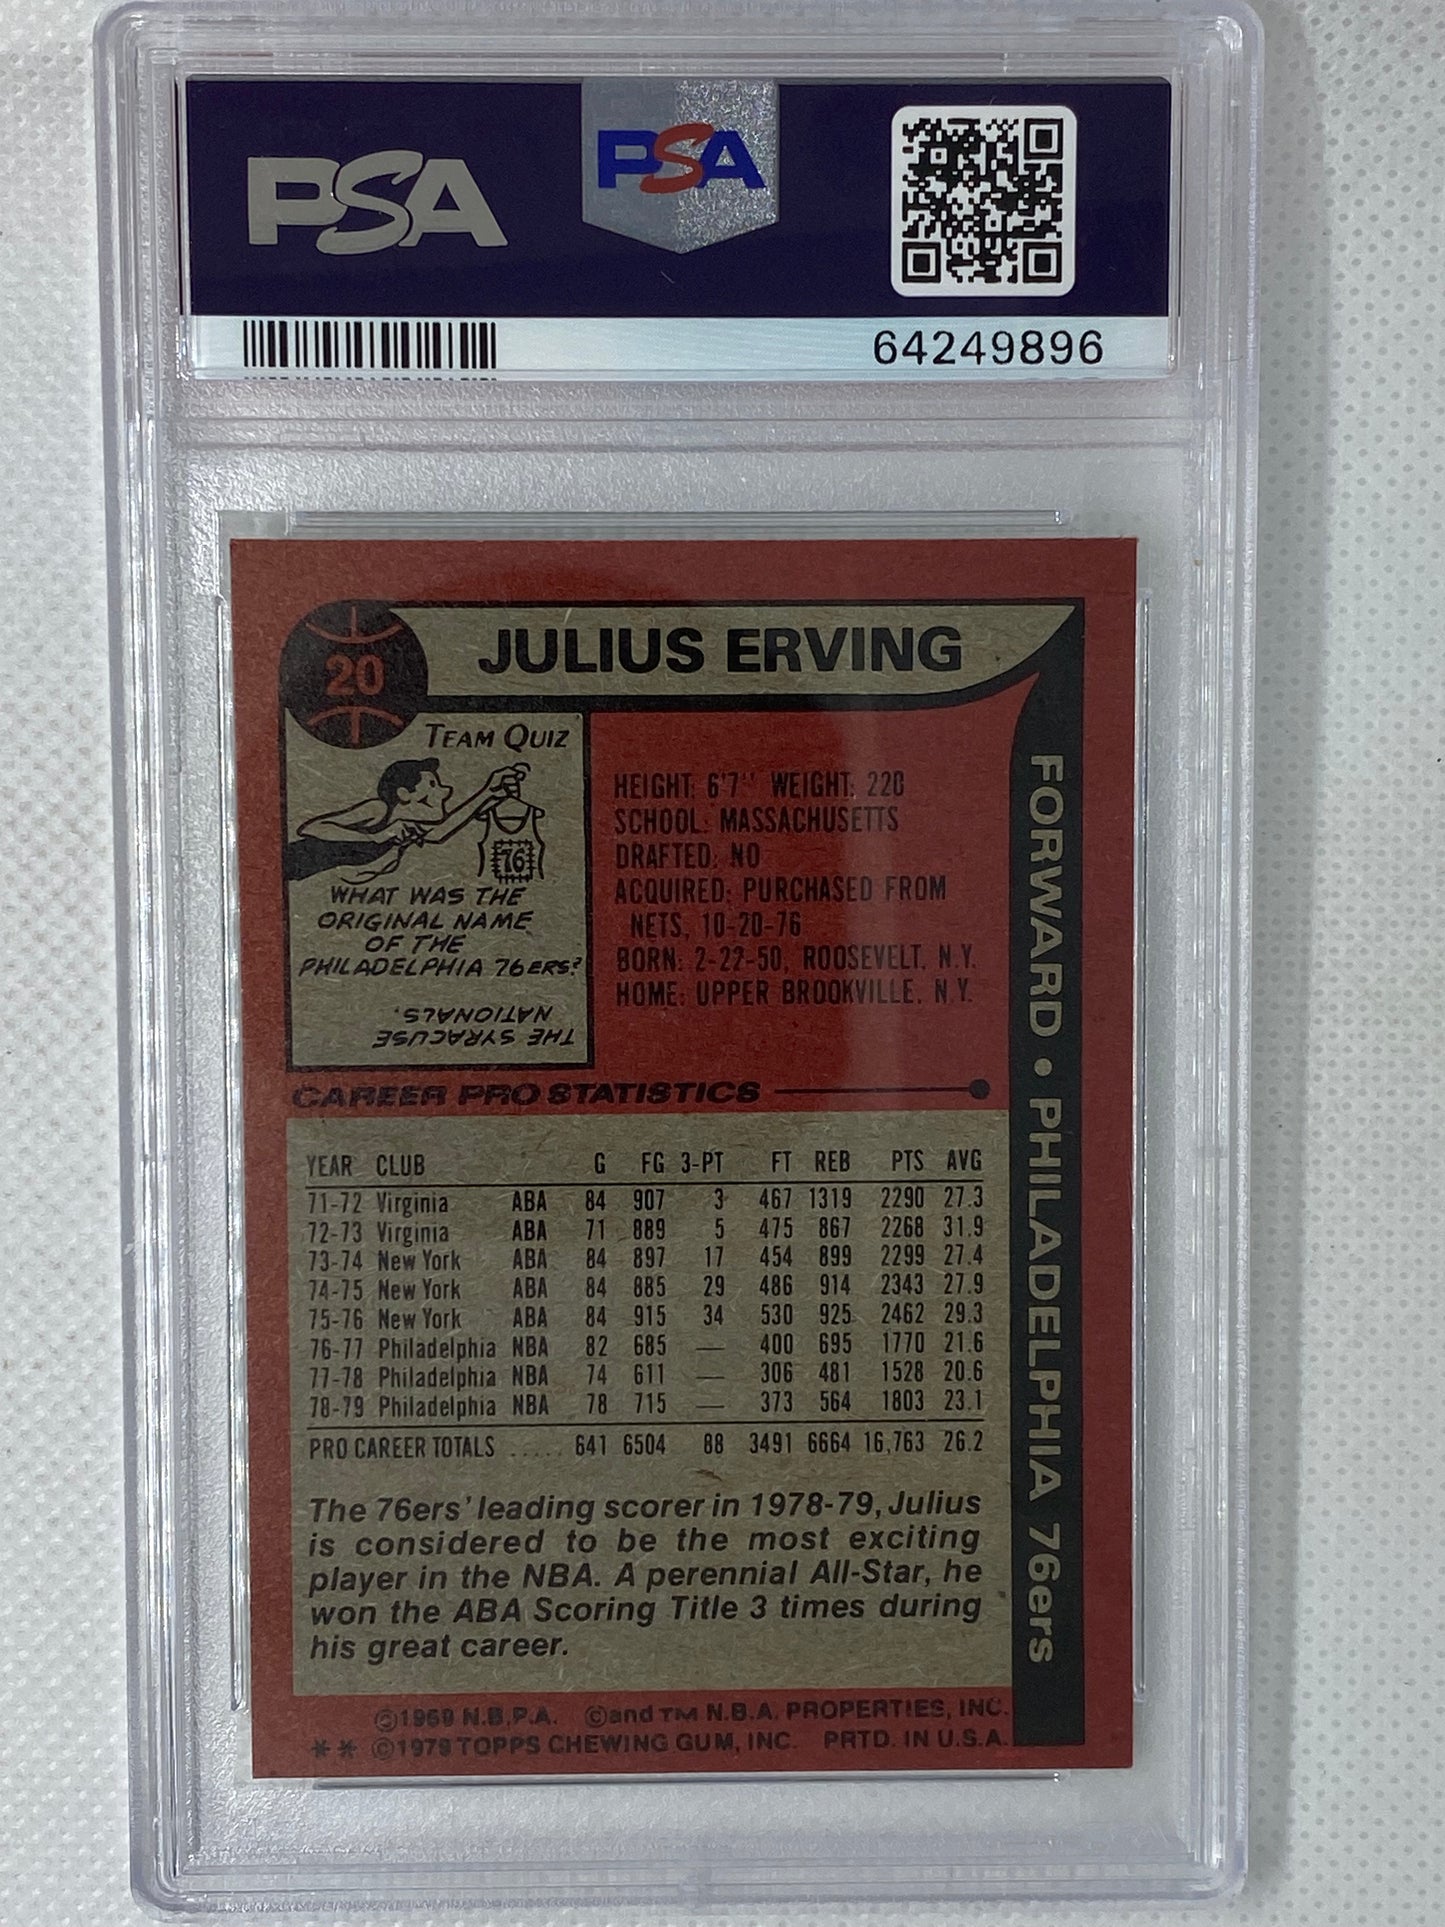 PSA
PSA
64249896
20
JULIUS ERVING
TEAM QUIZ
76
WHAT WAS THE
ORIGINAL NAME
OF THE
PHILADELPHIA 76ERS?
THE SYRACUSE
NATIONALS.
HEIGHT: 6'7" WEIGHT: 220
SCHOOL: MASSACHUSETTS
DRAFTED: NO
ACQUIRED: PURCHASED FROM
NETS, 10-20-76
BORN: 2-22-50, ROOSEVELT, N.Y.
HOME: UPPER BROOKVILLE, N.Y.
FORWARD • PHILADELPHIA 76ers
CAREER PRO STATISTICS
YEAR CLUB G FG 3-PT FT REB PTS AVG
71-72 Virginia ABA 84 907 3 467 1319 2290 27.3
72-73 Virginia ABA 71 889 5 475 867 2268 31.9
73-74 New York ABA 84 897 17 454 899 2299 27.4
74-75 New York ABA 84 885 29 486 914 2343 27.9
75-76 New York ABA 84 915 34 530 925 2462 29.3
76-77 Philadelphia NBA 82 685 — 400 695 1770 21.6
77-78 Philadelphia NBA 74 611 — 306 481 1528 20.6
78-79 Philadelphia NBA 78 715 — 373 564 1803 23.1
PRO CAREER TOTALS ..... 641 6504 88 3491 6664 16,763 26.2
The 76ers' leading scorer in 1978-79, Julius
is considered to be the most exciting
player in the NBA. A perennial All-Star, he
won the ABA Scoring Title 3 times during
his great career.
©1969 N.B.P.A. ©and TM N.B.A. PROPERTIES, INC.
** ©1979 TOPPS CHEWING GUM, INC. PRTD. IN U.S.A.